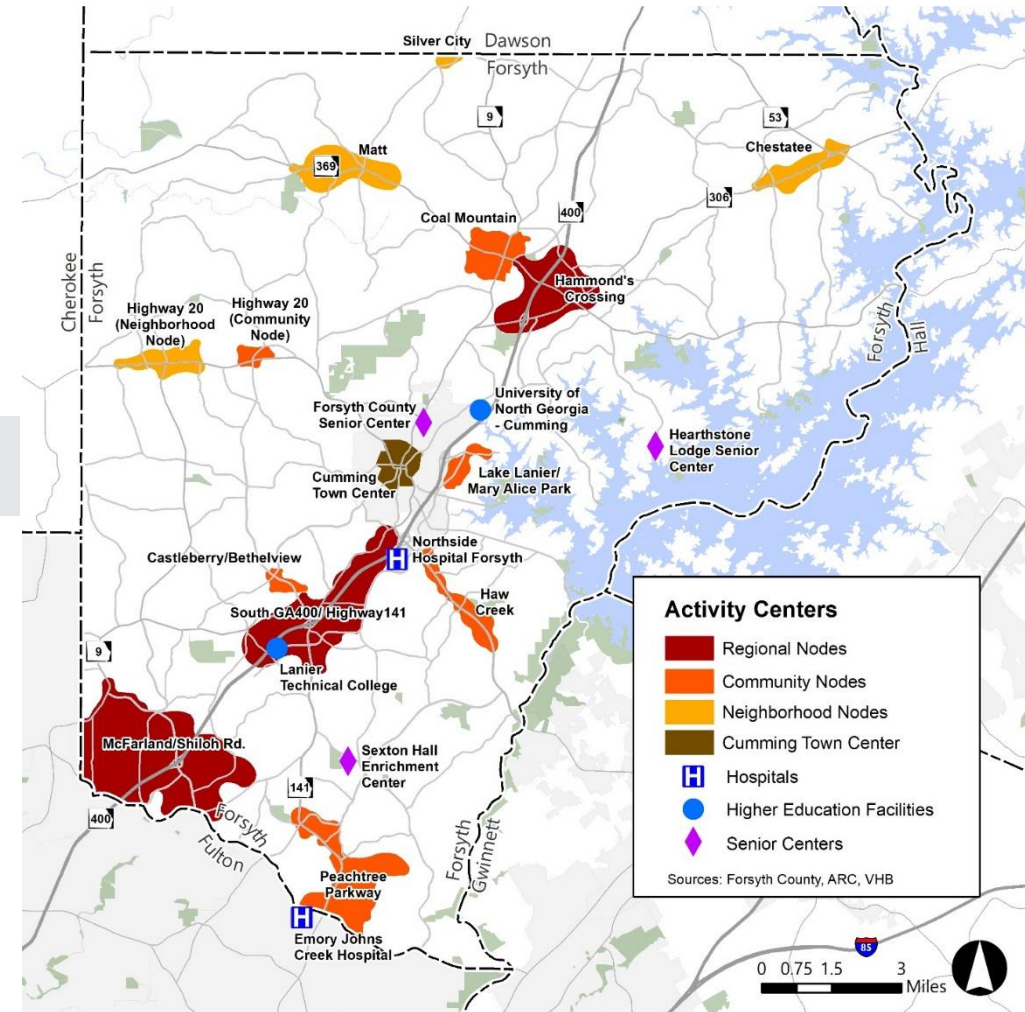 Silver City
Dawson
Forsyth
9
53
Matt
369
Chestatee
306
Coal Mountain
400
Hammond's
Crossing
Cherokee
Forsyth
Highway 20
(Neighborhood
Node)
Highway 20
(Community
Node)
Forsyth
Hall
Forsyth County
Senior Center
University of
North Georgia
- Cumming
Hearthstone
Lodge Senior
Center
Cumming
Town Center
Lake Lanier/
Mary Alice Park
Northside
Hospital Forsyth
H
Castleberry/Bethelview
Haw
Creek
South GA400/ Highway141
Lanier
Technical College
9
McFarland/Shiloh Rd.
Sexton Hall
Enrichment
Center
141
400
Forsyth
Fulton
Forsyth
Gwinnett
Peachtree
Parkway
H
Emory Johns
Creek Hospital
Activity Centers
Regional Nodes
Community Nodes
Neighborhood Nodes
Cumming Town Center
H Hospitals
Higher Education Facilities
Senior Centers
Sources: Forsyth County, ARC, VHB
85
0 0.75 1.5 3
Miles